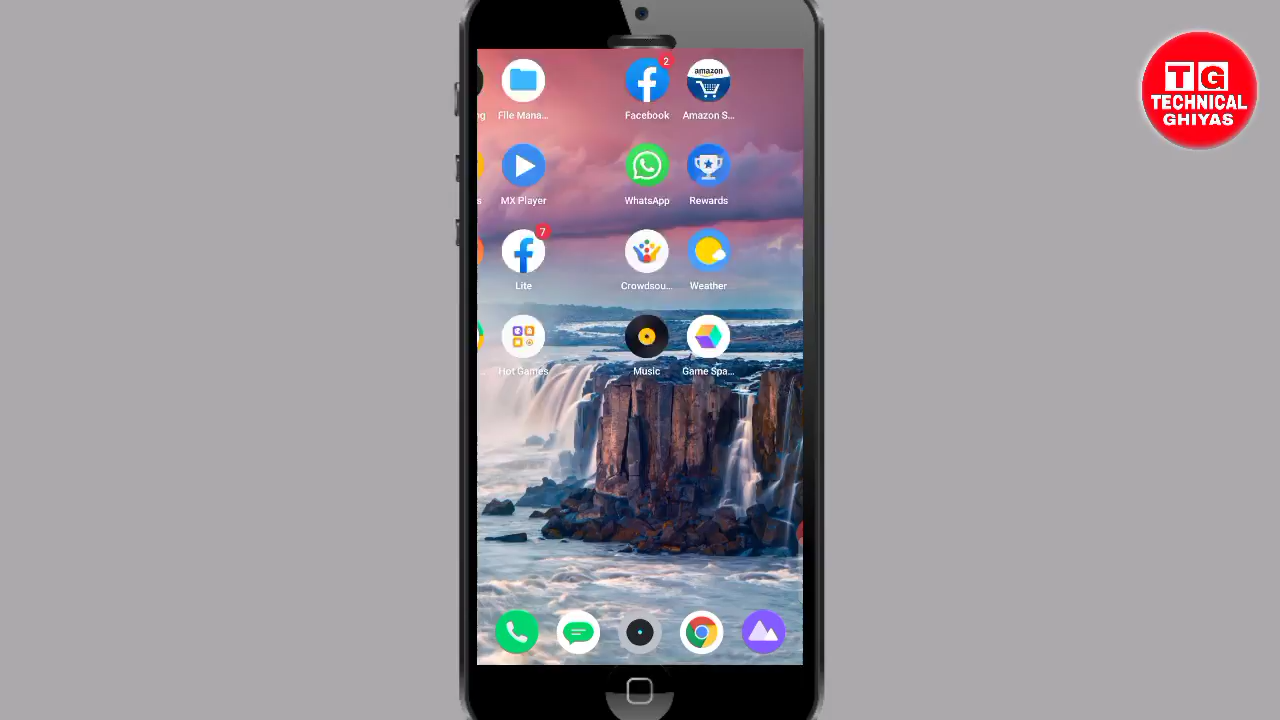 2
amazon
ng
File Mana...
Facebook
Amazon S...
TG
TECHNICAL
GHIYAS
s
MX Player
WhatsApp
Rewards
7
Lite
Crowdsou...
Weather
Hot Games
Music
Game Spa...